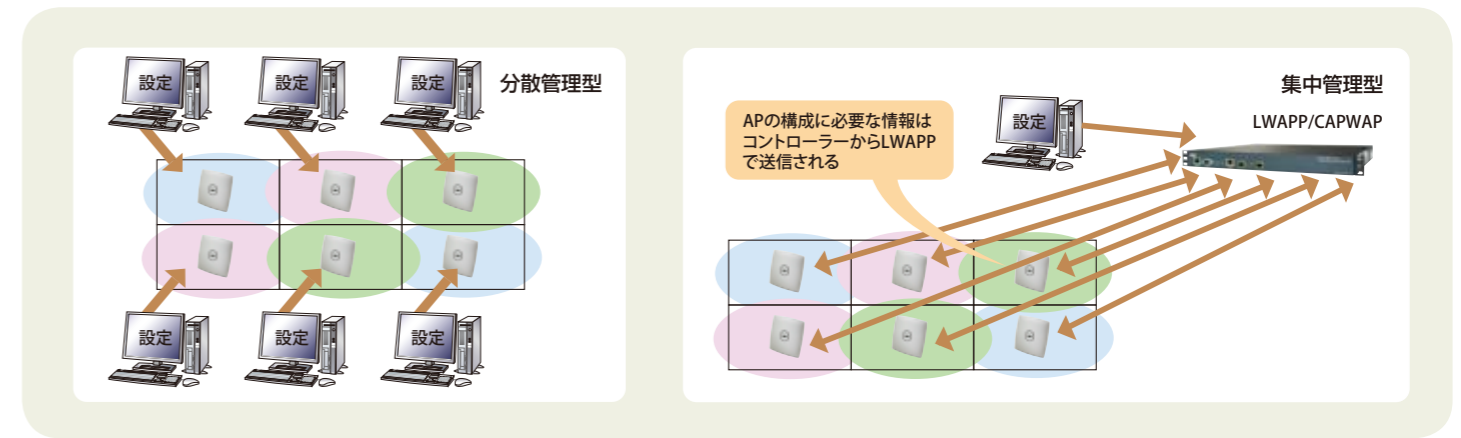 設定
設定
設定
分散管理型
設定
設定
設定
集中管理型
LWAPP/CAPWAP
設定
APの構成に必要な情報は
コントローラーからLWAPP
で送信される